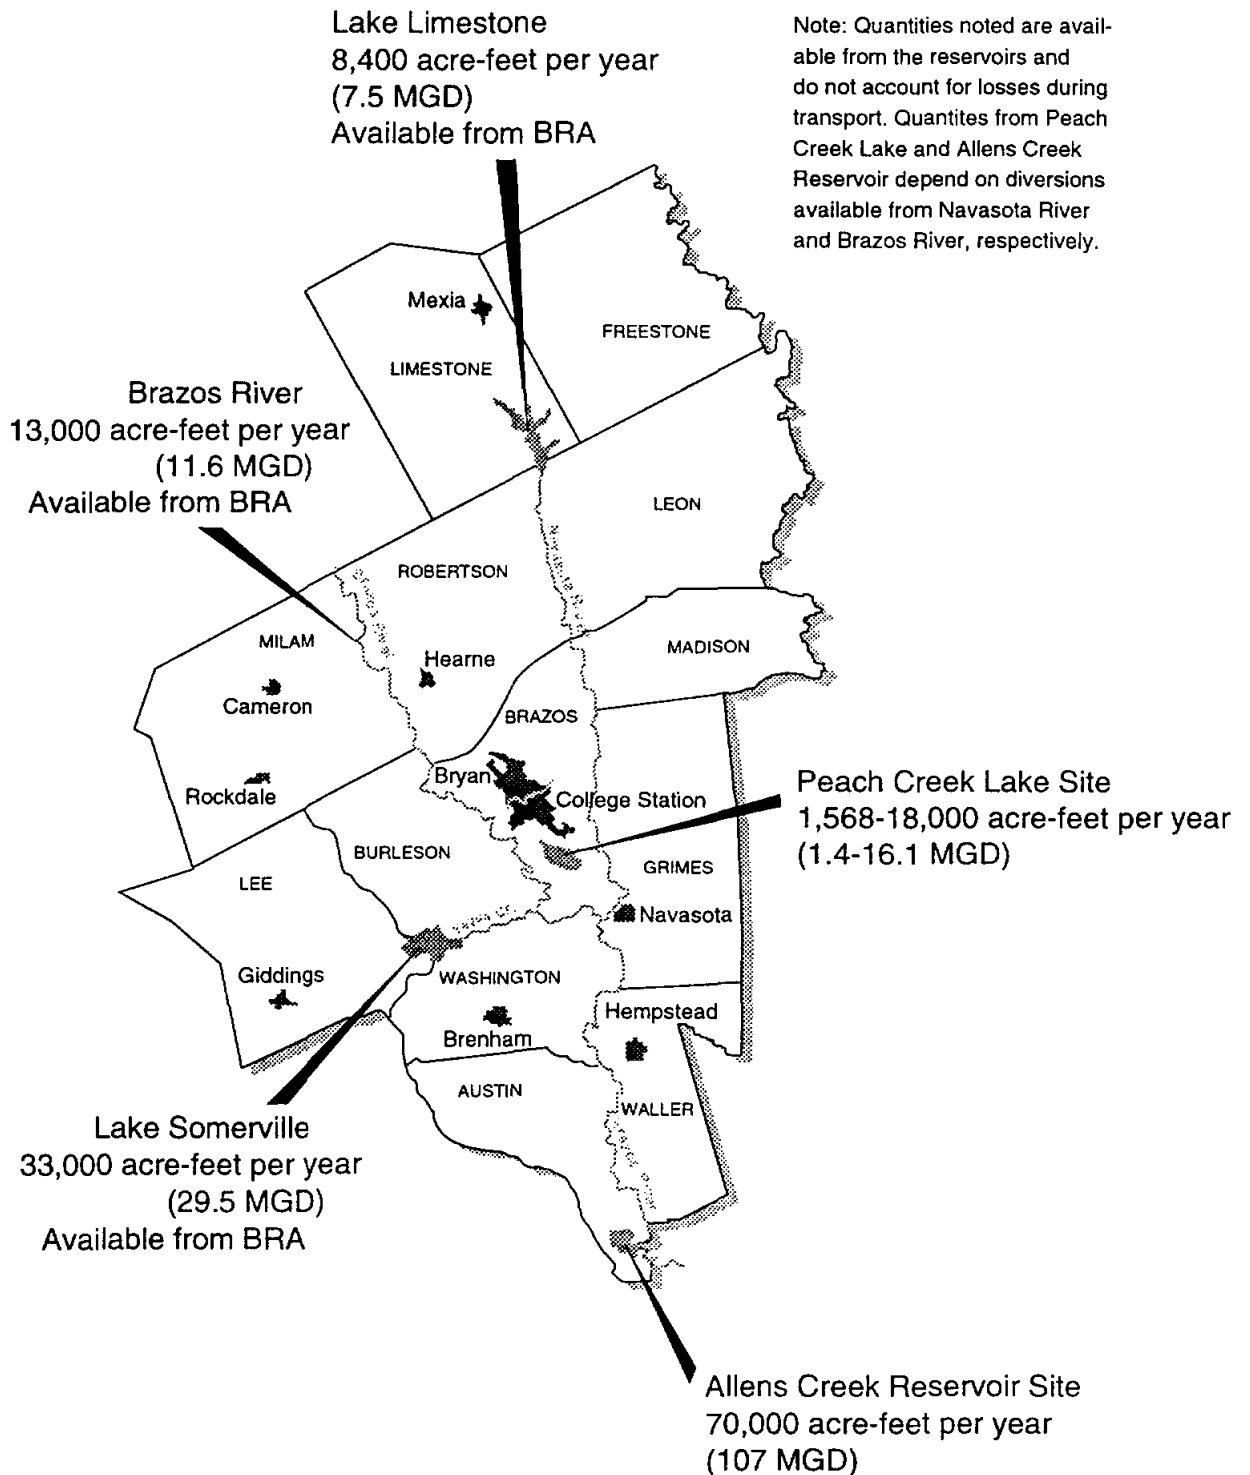 Lake Limestone
8,400 acre-feet per year
(7.5 MGD)
Available from BRA
Note: Quantities noted are avail-
able from the reservoirs and
do not account for losses during
transport. Quantites from Peach
Creek Lake and Allens Creek
Reservoir depend on diversions
available from Navasota River
and Brazos River, respectively.
Mexia
FREESTONE
LIMESTONE
Brazos River
13,000 acre-feet per year
(11.6 MGD)
Available from BRA
LEON
ROBERTSON
MILAM
MADISON
Hearne
Cameron
BRAZOS
Bryan
Rockdale
College Station
Peach Creek Lake Site
1,568-18,000 acre-feet per year
(1.4-16.1 MGD)
BURLESON
GRIMES
LEE
Navasota
Giddings
WASHINGTON
Hempstead
Brenham
AUSTIN
WALLER
Lake Somerville
33,000 acre-feet per year
(29.5 MGD)
Available from BRA
Allens Creek Reservoir Site
70,000 acre-feet per year
(107 MGD)